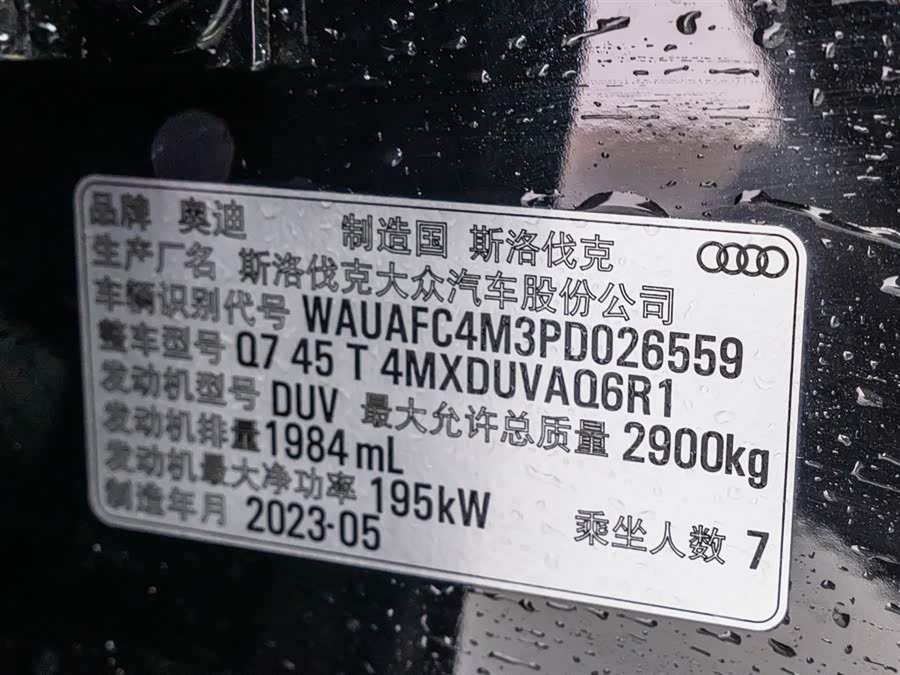 品牌 奥迪 制造国 斯洛伐克
生产厂名 斯洛伐克大众汽车股份公司
车辆识别代号 WAUAFC4M3PD026559
整车型号 Q7 45 T 4MXDUVAQ6R1
发动机型号 DUV 最大允许总质量 2900kg
发动机排量 1984 mL
发动机最大净功率 195kW
制造年月 2023-05 乘坐人数 7